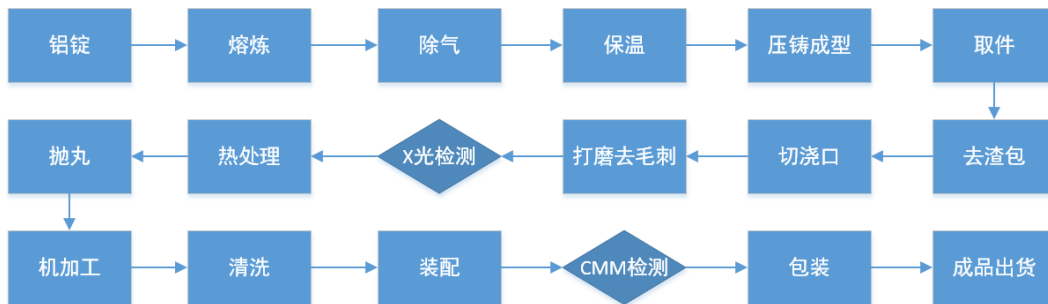 铝锭
熔炼
除气
保温
压铸成型
取件
去渣包
切浇口
打磨去毛刺
X光检测
热处理
抛丸
机加工
清洗
装配
CMM检测
包装
成品出货